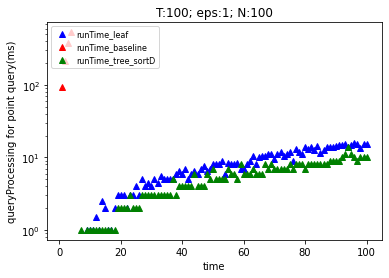 T:100; eps:1; N:100
queryProcessing for point query(ms)
runTime_leaf
runTime_baseline
runTime_tree_sortD
10²
10¹
10⁰
0 20 40 60 80 100
time